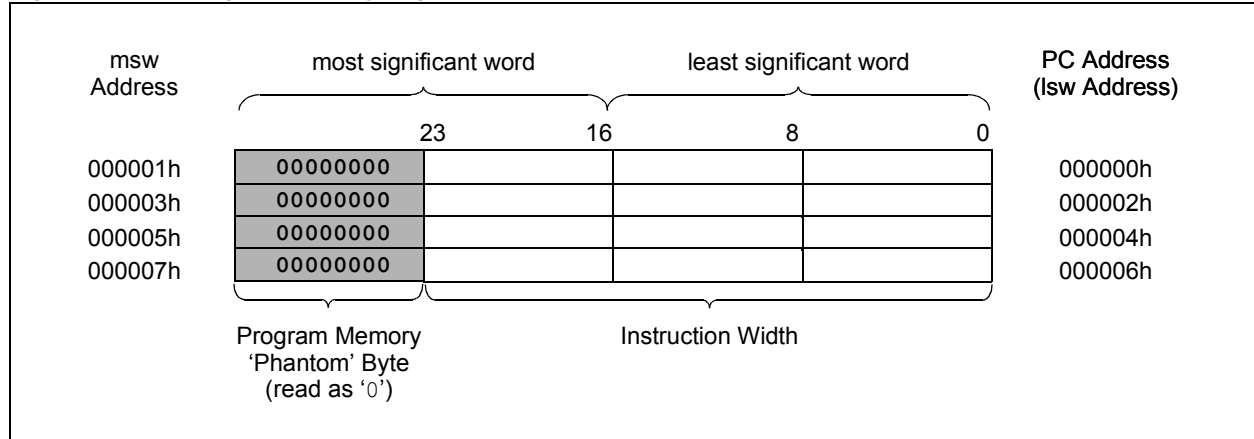 msw
Address
most significant word
least significant word
PC Address
(lsw Address)
23 16 8 0
000001h 00000000 000000h
000003h 00000000 000002h
000005h 00000000 000004h
000007h 00000000 000006h
Program Memory
‘Phantom’ Byte
(read as ‘0’)
Instruction Width